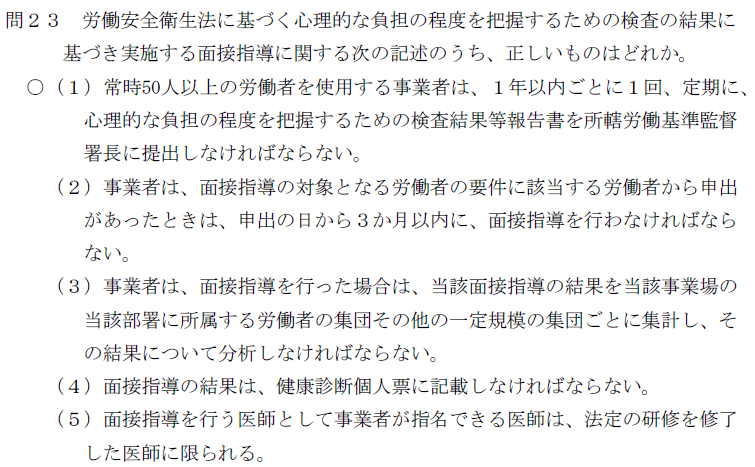 問２３　労働安全衛生法に基づく心理的な負担の程度を把握するための検査の結果に
基づき実施する面接指導に関する次の記述のうち、正しいものはどれか。
○（１）常時50人以上の労働者を使用する事業者は、１年以内ごとに１回、定期に、
心理的な負担の程度を把握するための検査結果等報告書を所轄労働基準監督
署長に提出しなければならない。
（２）事業者は、面接指導の対象となる労働者の要件に該当する労働者から申出
があったときは、申出の日から３か月以内に、面接指導を行わなければなら
ない。
（３）事業者は、面接指導を行った場合は、当該面接指導の結果を当該事業場の
当該部署に所属する労働者の集団その他の一定規模の集団ごとに集計し、そ
の結果について分析しなければならない。
（４）面接指導の結果は、健康診断個人票に記載しなければならない。
（５）面接指導を行う医師として事業者が指名できる医師は、法定の研修を修了
した医師に限られる。